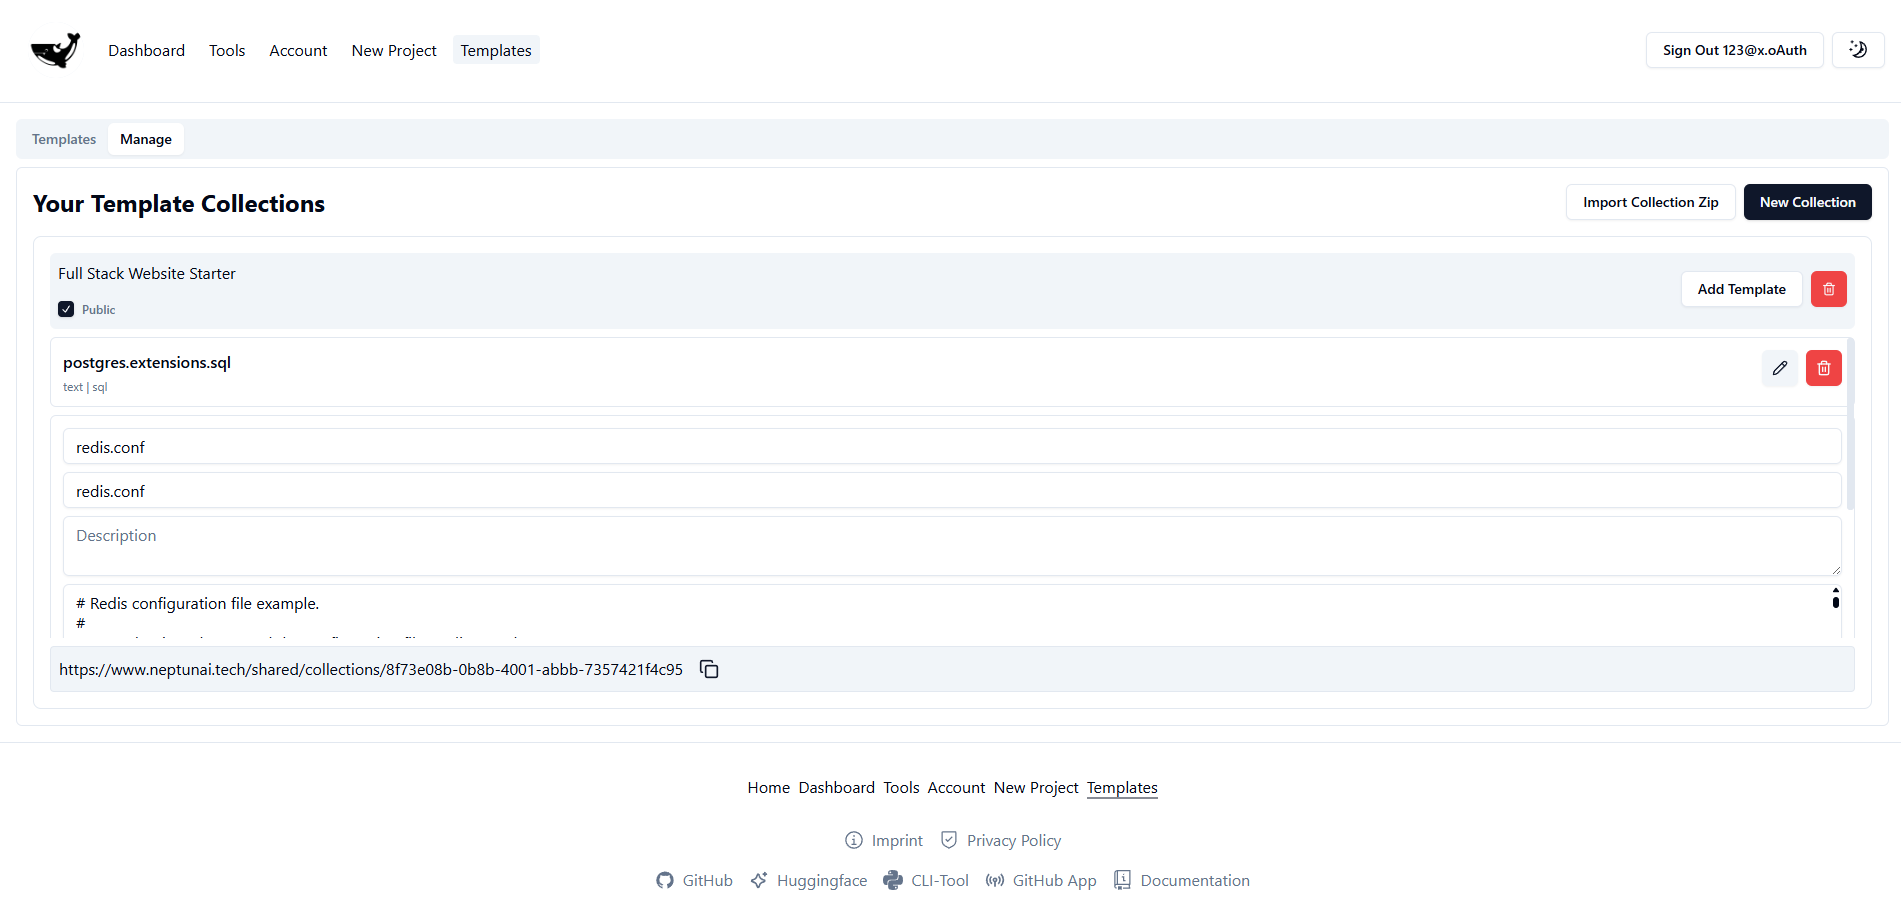 Dashboard Tools Account New Project Templates Sign Out 123@x.oAuth
Templates Manage
Your Template Collections Import Collection Zip New Collection
Full Stack Website Starter
Add Template
Public
postgres.extensions.sql
text | sql
redis.conf
redis.conf
Description
# Redis configuration file example.
#
https://www.neptunai.tech/shared/collections/8f73e08b-0b8b-4001-abbb-7357421f4c95
Home Dashboard Tools Account New Project Templates
Imprint Privacy Policy
GitHub Huggingface CLI-Tool GitHub App Documentation